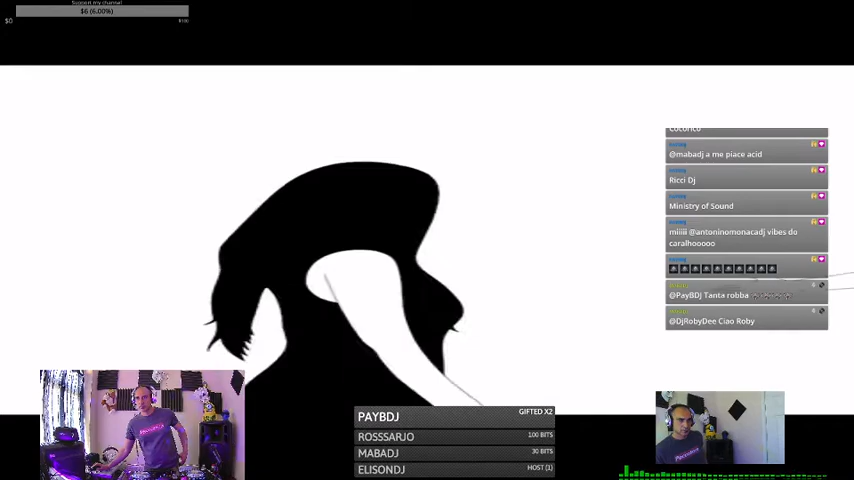 Support my channel
$0
$6 (6.00%)
$100
Cocorico
@mabadj a me piace acid
Ricci Dj
Ministry of Sound
miiiii @antoninomonacadj vibes do
caralhooooo
@PayBDJ Tanta robba
@DjRobyDee Ciao Roby
PAYBDJ GIFTED X2
ROSSSARJO 100 BITS
MABADJ 30 BITS
ELISONDJ HOST (1)